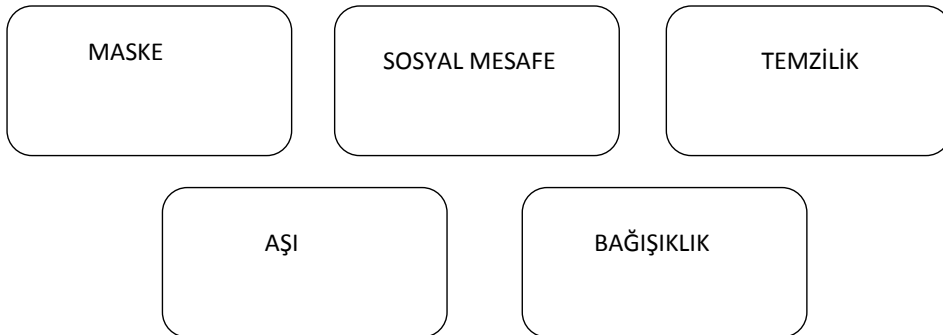 MASKE
SOSYAL MESAFE
TEMZİLİK
AŞI
BAĞIŞIKLIK